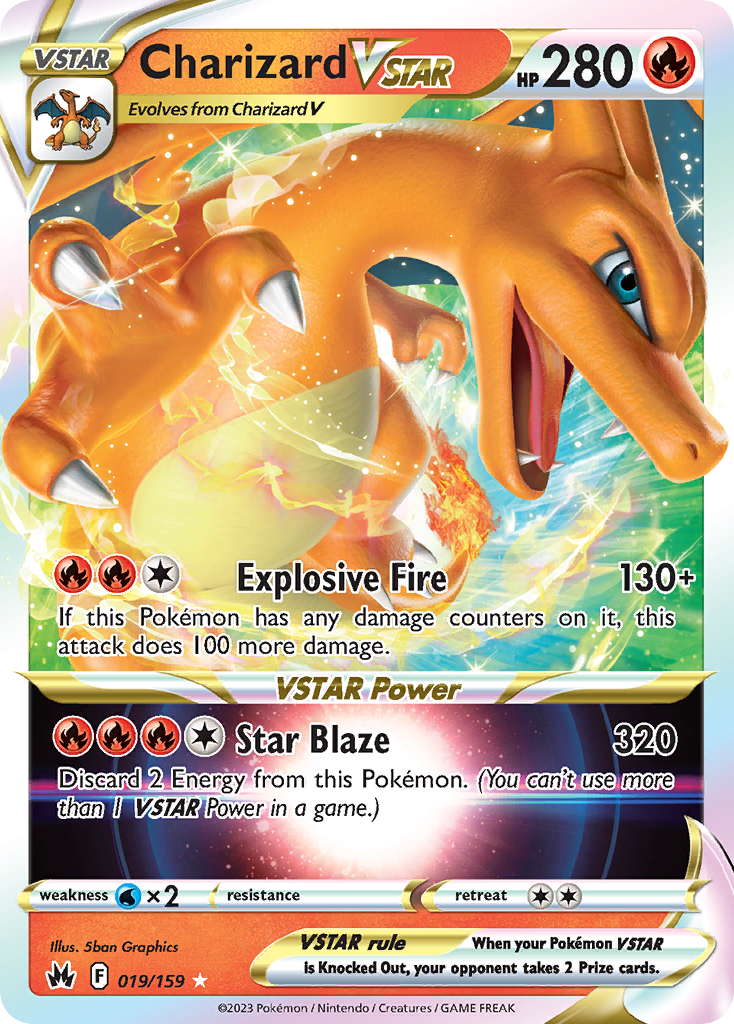 VSTAR Charizard VSTAR HP 280
Evolves from Charizard V
Explosive Fire 130+
If this Pokémon has any damage counters on it, this
attack does 100 more damage.
VSTAR Power
Star Blaze 320
Discard 2 Energy from this Pokémon. (You can't use more
than 1 VSTAR Power in a game.)
weakness ×2 resistance retreat
Illus. 5ban Graphics
VSTAR rule When your Pokémon VSTAR
is Knocked Out, your opponent takes 2 Prize cards.
F 019/159 ★
©2023 Pokémon / Nintendo / Creatures / GAME FREAK